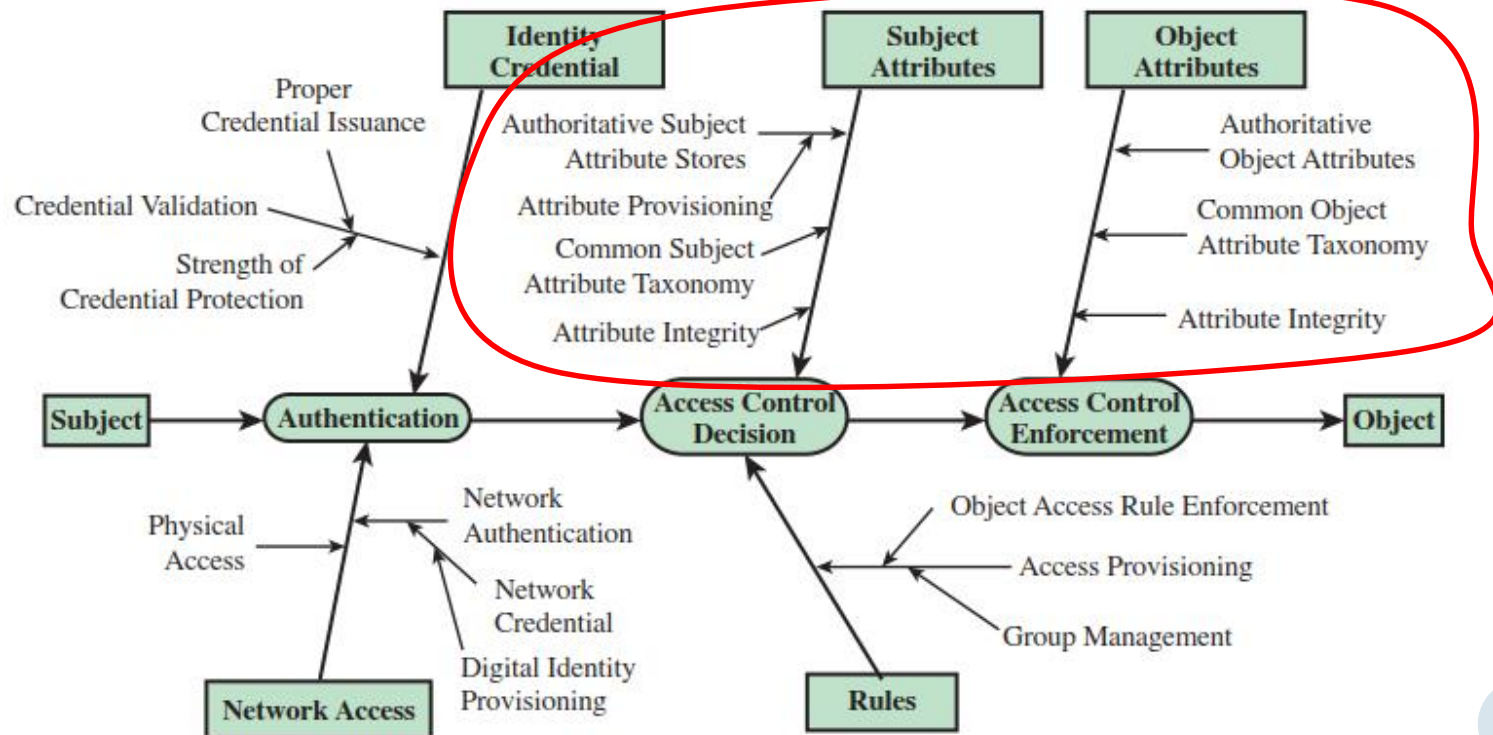 Identity
Credential
Subject
Attributes
Object
Attributes
Proper
Credential Issuance
Authoritative Subject
Attribute Stores
Authoritative
Object Attributes
Credential Validation
Attribute Provisioning
Common Object
Attribute Taxonomy
Strength of
Credential Protection
Common Subject
Attribute Taxonomy
Attribute Integrity
Attribute Integrity
Subject
Authentication
Access Control
Decision
Access Control
Enforcement
Object
Physical
Access
Network
Authentication
Object Access Rule Enforcement
Access Provisioning
Network
Credential
Group Management
Digital Identity
Provisioning
Network Access
Rules